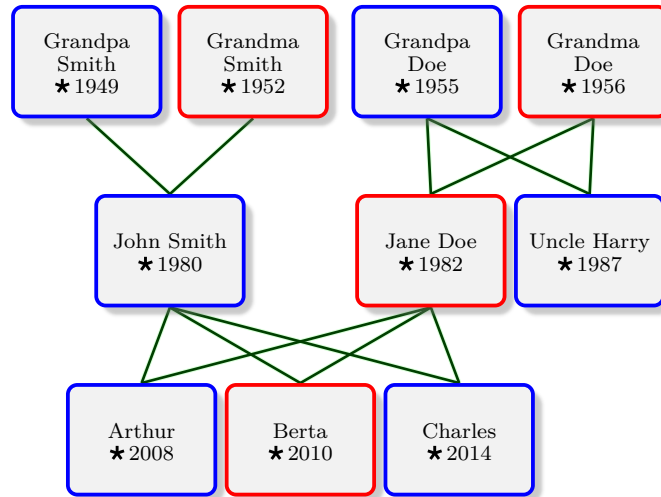 Grandpa
Smith
★ 1949
Grandma
Smith
★ 1952
Grandpa
Doe
★ 1955
Grandma
Doe
★ 1956
John Smith
★ 1980
Jane Doe
★ 1982
Uncle Harry
★ 1987
Arthur
★ 2008
Berta
★ 2010
Charles
★ 2014